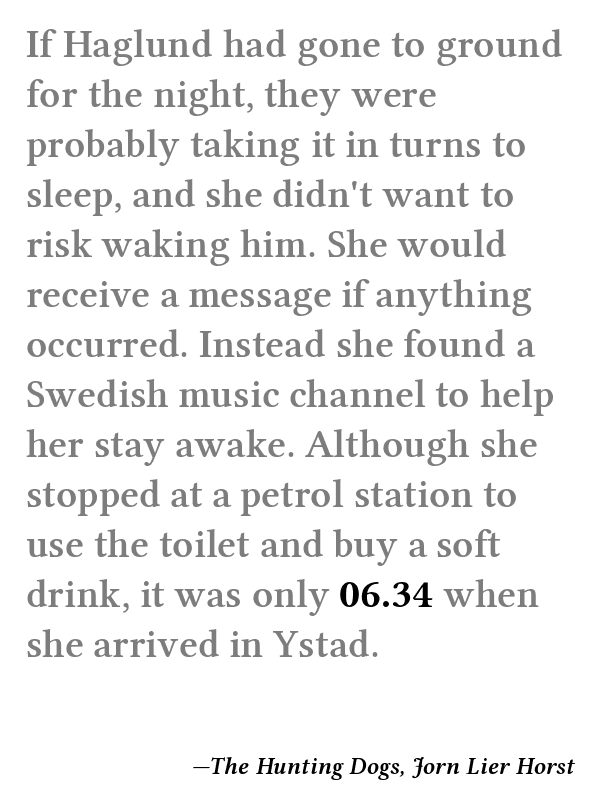 If Haglund had gone to ground
for the night, they were
probably taking it in turns to
sleep, and she didn't want to
risk waking him. She would
receive a message if anything
occurred. Instead she found a
Swedish music channel to help
her stay awake. Although she
stopped at a petrol station to
use the toilet and buy a soft
drink, it was only 06.34 when
she arrived in Ystad.
—The Hunting Dogs, Jorn Lier Horst